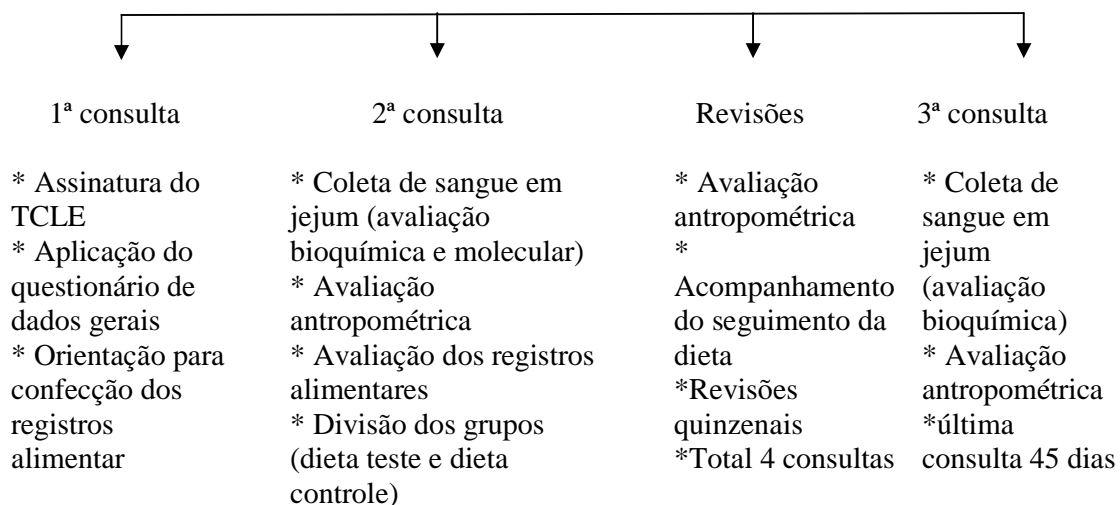 1ª consulta
* Assinatura do
TCLE
* Aplicação do
questionário de
dados gerais
* Orientação para
confecção dos
registros
alimentar
2ª consulta
* Coleta de sangue em
jejum (avaliação
bioquímica e molecular)
* Avaliação
antropométrica
* Avaliação dos registros
alimentares
* Divisão dos grupos
(dieta teste e dieta
controle)
Revisões
* Avaliação
antropométrica
*
Acompanhamento
do seguimento da
dieta
*Revisões
quinzenais
*Total 4 consultas
3ª consulta
* Coleta de
sangue em
jejum
(avaliação
bioquímica)
* Avaliação
antropométrica
*última
consulta 45 dias